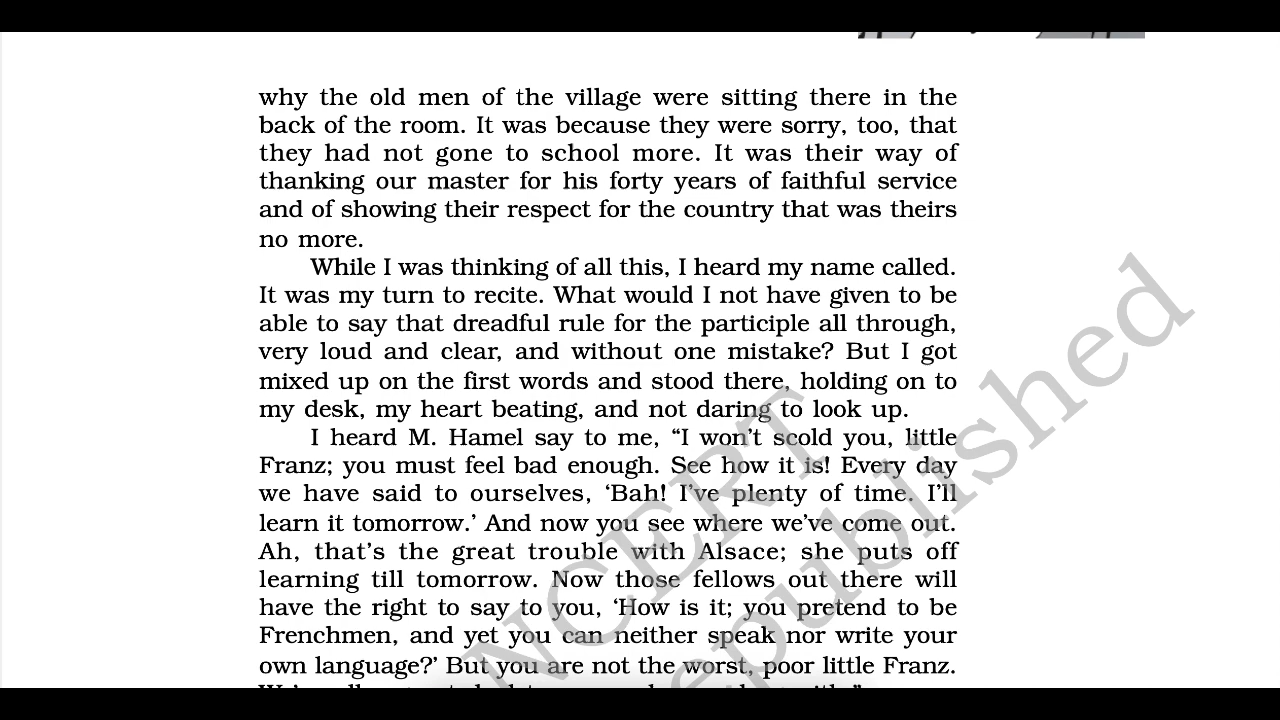 why the old men of the village were sitting there in the
back of the room. It was because they were sorry, too, that
they had not gone to school more. It was their way of
thanking our master for his forty years of faithful service
and of showing their respect for the country that was theirs
no more.
While I was thinking of all this, I heard my name called.
It was my turn to recite. What would I not have given to be
able to say that dreadful rule for the participle all through,
very loud and clear, and without one mistake? But I got
mixed up on the first words and stood there, holding on to
my desk, my heart beating, and not daring to look up.
I heard M. Hamel say to me, “I won’t scold you, little
Franz; you must feel bad enough. See how it is! Every day
we have said to ourselves, ‘Bah! I’ve plenty of time. I’ll
learn it tomorrow.’ And now you see where we’ve come out.
Ah, that’s the great trouble with Alsace; she puts off
learning till tomorrow. Now those fellows out there will
have the right to say to you, ‘How is it; you pretend to be
Frenchmen, and yet you can neither speak nor write your
own language?’ But you are not the worst, poor little Franz.
NCERT
republished